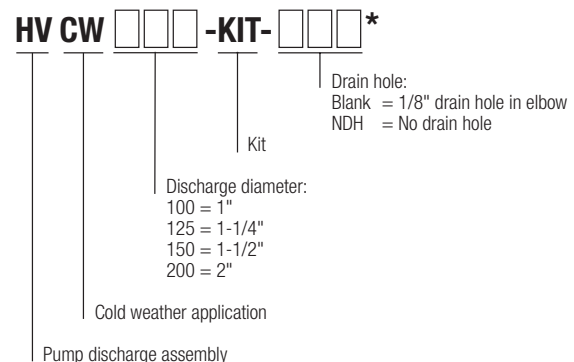 HV CW □□□ -KIT- □□□*
Drain hole:
Blank = 1/8" drain hole in elbow
NDH = No drain hole
Kit
Discharge diameter:
100 = 1"
125 = 1-1/4"
150 = 1-1/2"
200 = 2"
Cold weather application
Pump discharge assembly